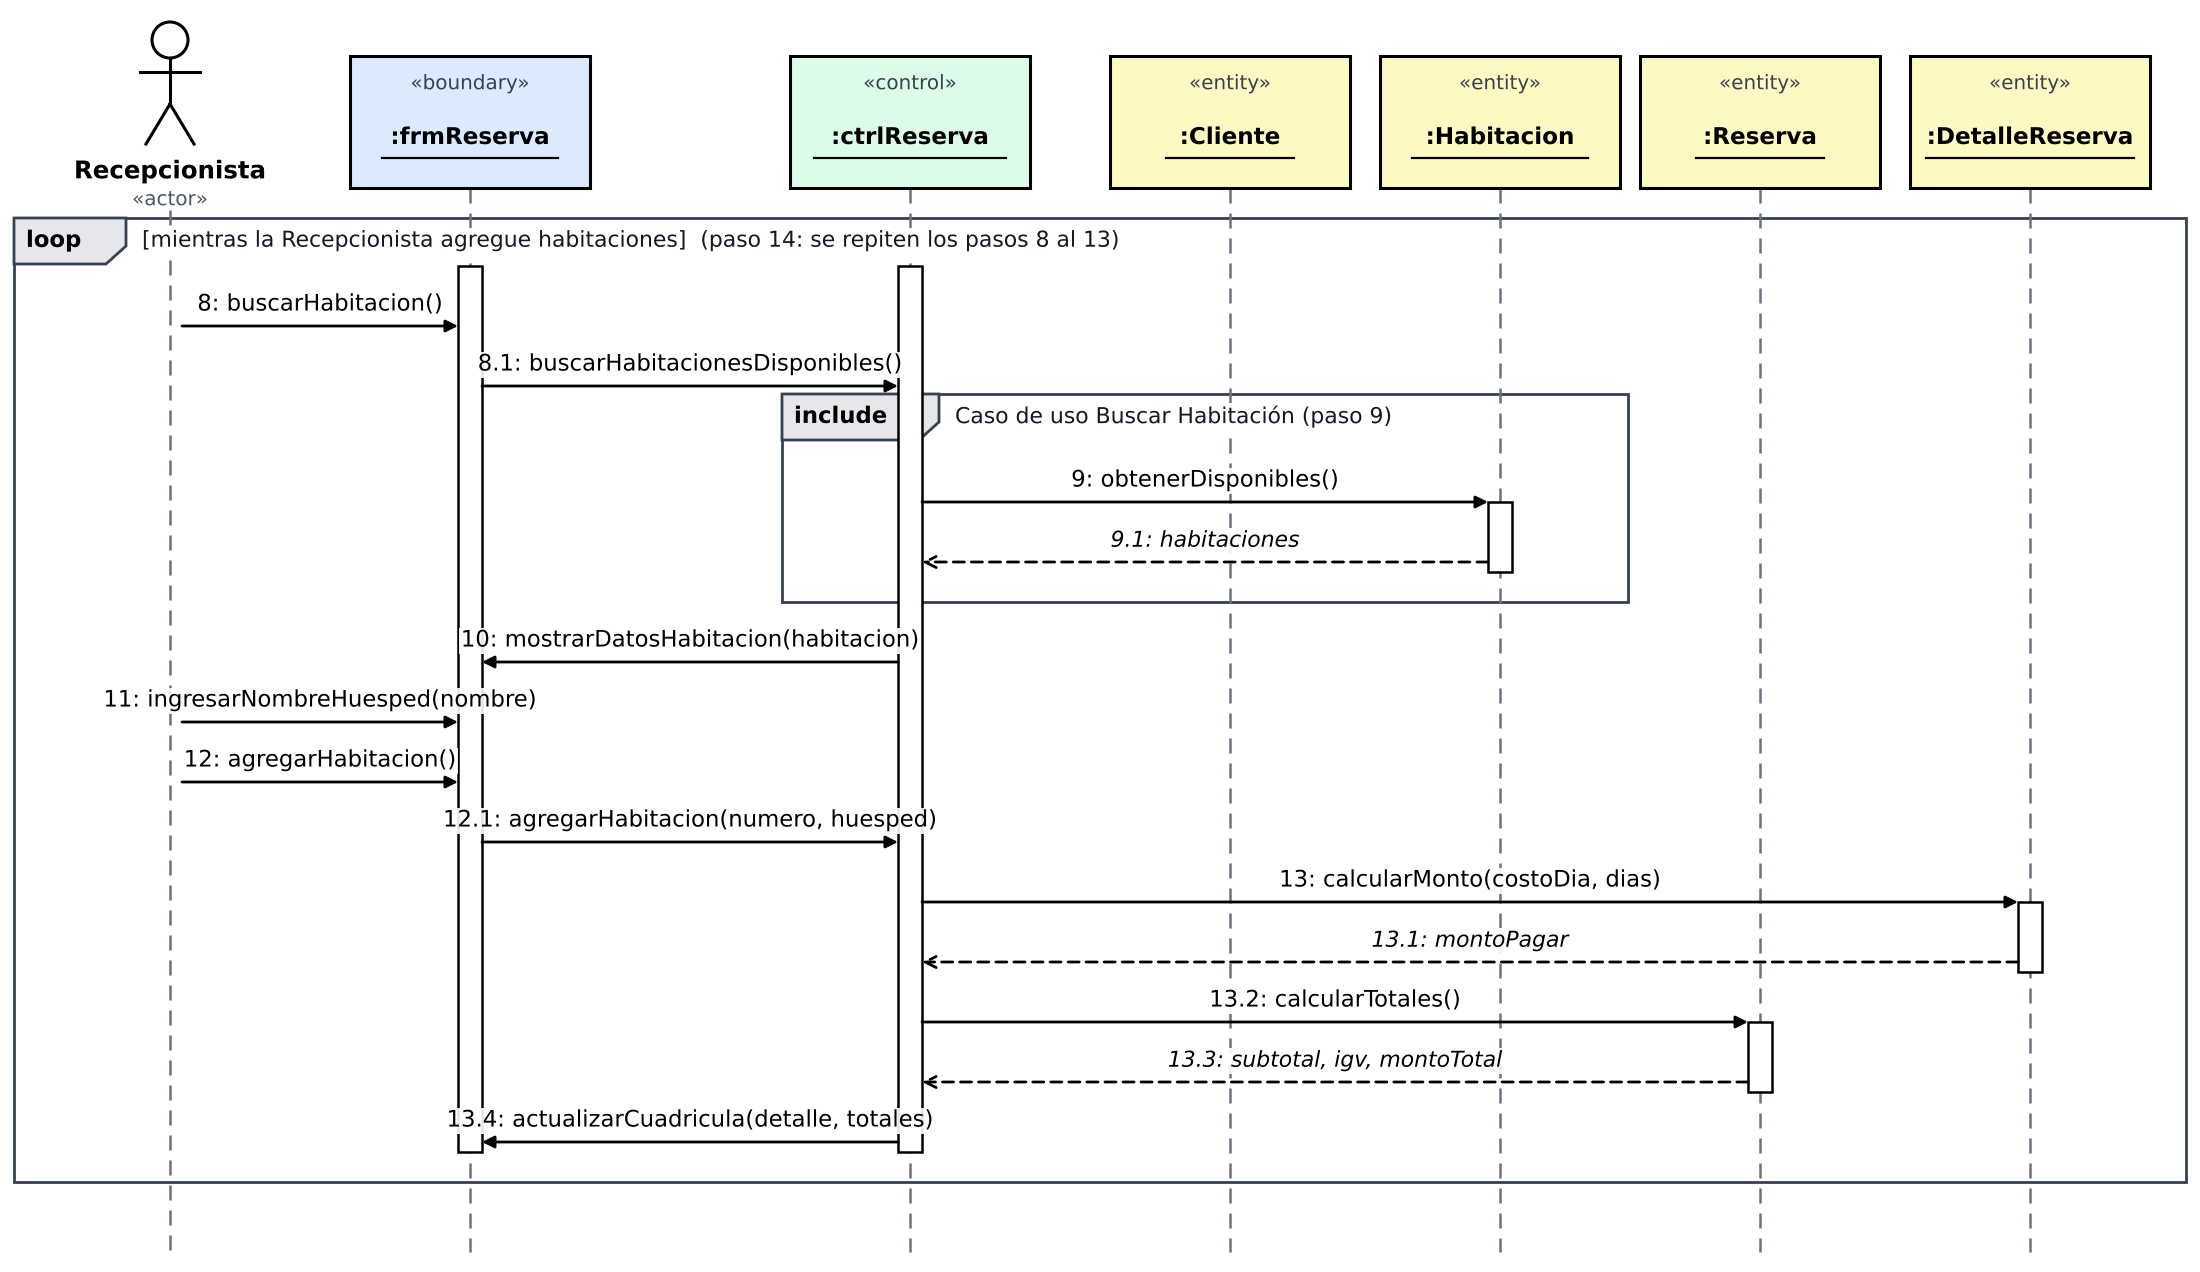 Recepcionista
«actor»
«boundary»
:frmReserva
«control»
:ctrlReserva
«entity»
:Cliente
«entity»
:Habitacion
«entity»
:Reserva
«entity»
:DetalleReserva
loop [mientras la Recepcionista agregue habitaciones] (paso 14: se repiten los pasos 8 al 13)
8: buscarHabitacion()
8.1: buscarHabitacionesDisponibles()
include Caso de uso Buscar Habitación (paso 9)
9: obtenerDisponibles()
9.1: habitaciones
10: mostrarDatosHabitacion(habitacion)
11: ingresarNombreHuesped(nombre)
12: agregarHabitacion()
12.1: agregarHabitacion(numero, huesped)
13: calcularMonto(costoDia, dias)
13.1: montoPagar
13.2: calcularTotales()
13.3: subtotal, igv, montoTotal
13.4: actualizarCuadricula(detalle, totales)